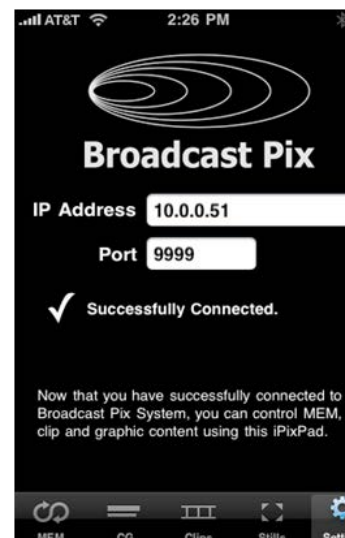 AT&T 2:26 PM
Broadcast Pix
IP Address 10.0.0.51
Port 9999
Successfully Connected.
Now that you have successfully connected to
Broadcast Pix System, you can control MEM,
clip and graphic content using this iPixPad.
MEM CG Clips Stills